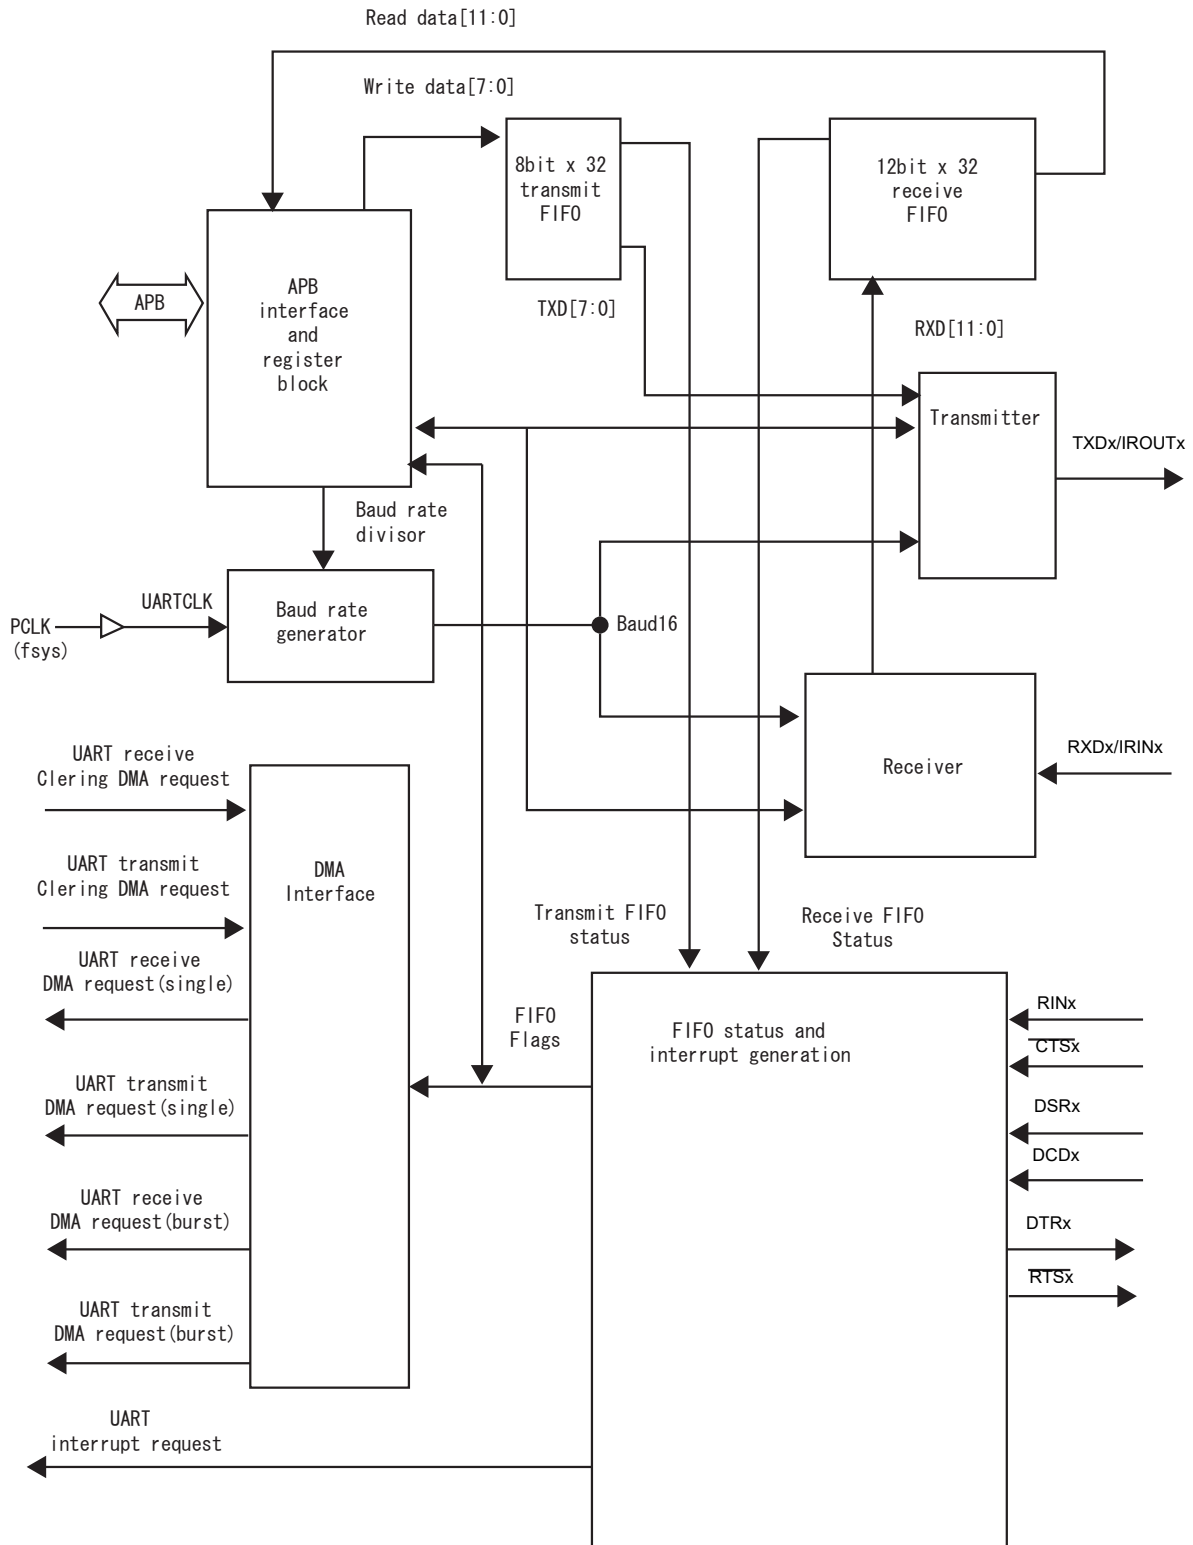 Read data[11:0]
Write data[7:0]
8bit x 32
transmit
FIFO
12bit x 32
receive
FIFO
APB
APB
interface
and
register
block
TXD[7:0]
RXD[11:0]
Transmitter
TXDx/IROUTx
Baud rate
divisor
UARTCLK
PCLK
(fsys)
Baud rate
generator
Baud16
Receiver
RXDx/IRINx
UART receive
Clering DMA request
UART transmit
Clering DMA request
DMA
Interface
UART receive
DMA request(single)
UART transmit
DMA request(single)
UART receive
DMA request(burst)
UART transmit
DMA request(burst)
UART
interrupt request
Transmit FIFO
status
Receive FIFO
Status
FIFO
Flags
FIFO status and
interrupt generation
RINx
CTSx
DSRx
DCDx
DTRx
RTSx